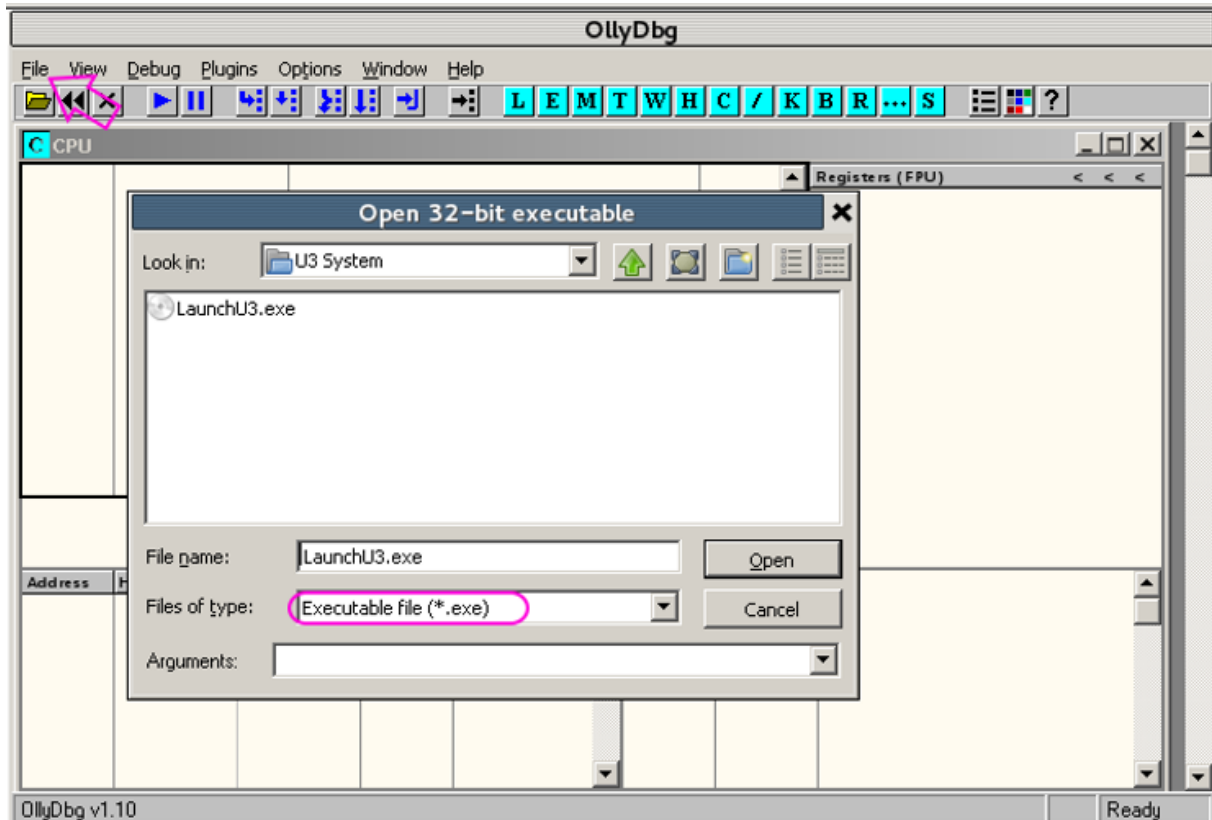 OllyDbg
File View Debug Plugins Options Window Help
L E M T W H C / K B R ... S ?
C CPU
Registers (FPU) < < <
Open 32-bit executable
Look in: U3 System
LaunchU3.exe
File name: LaunchU3.exe Open
Address H
Files of type: Executable file (*.exe) Cancel
Arguments:
OllyDbg v1.10 Ready